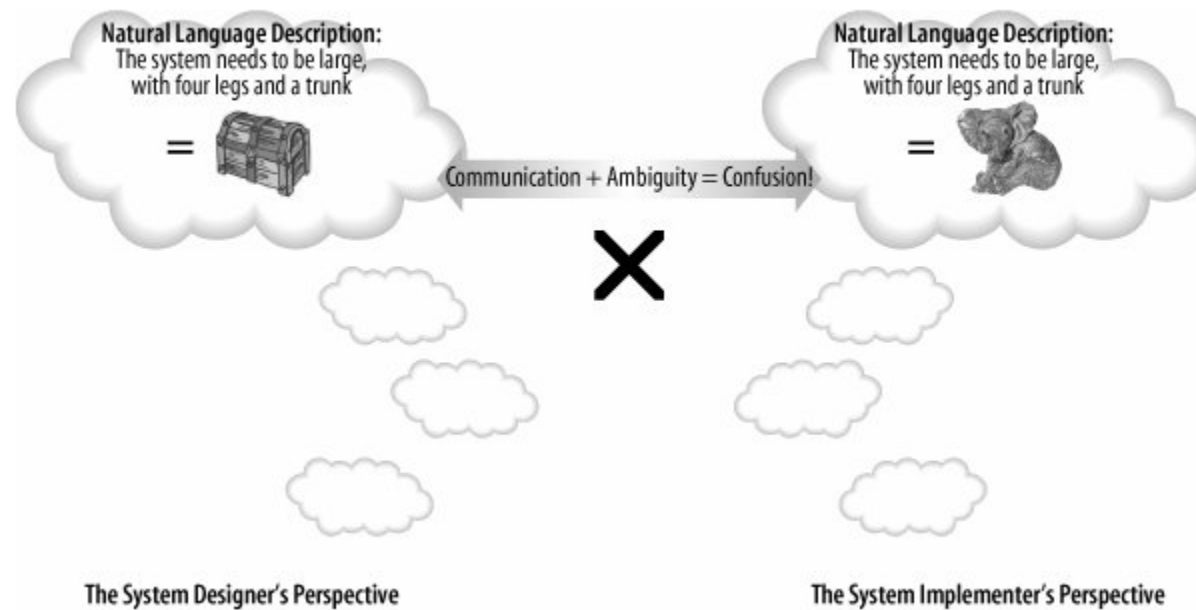 Natural Language Description:
The system needs to be large,
with four legs and a trunk
=
Natural Language Description:
The system needs to be large,
with four legs and a trunk
=
Communication + Ambiguity = Confusion!
The System Designer's Perspective
The System Implementer's Perspective